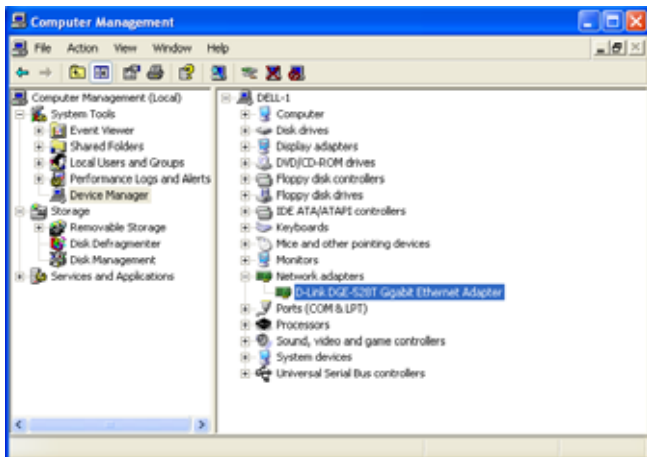 Computer Management
File Action View Window Help
Computer Management (Local)
System Tools
Event Viewer
Shared Folders
Local Users and Groups
Performance Logs and Alerts
Device Manager
Storage
Removable Storage
Disk Defragmenter
Disk Management
Services and Applications
DELL-1
Computer
Disk drives
Display adapters
DVD/CD-ROM drives
Floppy disk controllers
Floppy disk drives
IDE ATA/ATAPI controllers
Keyboards
Mice and other pointing devices
Monitors
Network adapters
D-Link DGE-528T Gigabit Ethernet Adapter
Ports (COM & LPT)
Processors
Sound, video and game controllers
System devices
Universal Serial Bus controllers